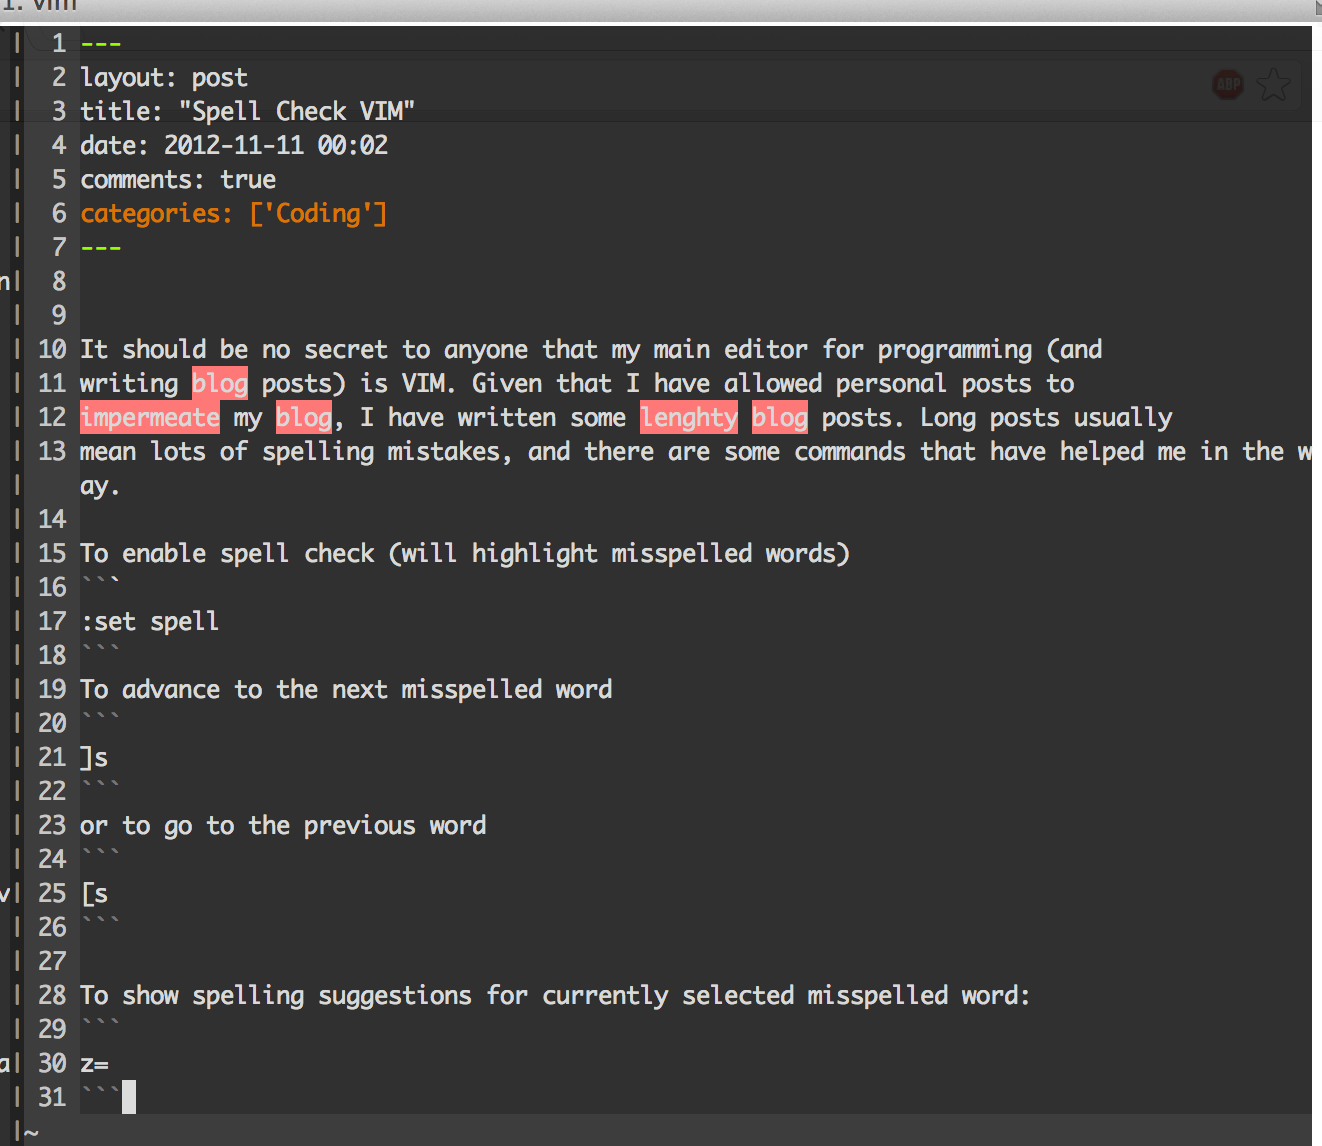 1. vim
ABP
1 ---
2 layout: post
3 title: "Spell Check VIM"
4 date: 2012-11-11 00:02
5 comments: true
6 categories: ['Coding']
7 ---
n 8
9
10 It should be no secret to anyone that my main editor for programming (and
11 writing blog posts) is VIM. Given that I have allowed personal posts to
12 impermeate my blog, I have written some lenghty blog posts. Long posts usually
13 mean lots of spelling mistakes, and there are some commands that have helped me in the w
ay.
14
15 To enable spell check (will highlight misspelled words)
16 ```
17 :set spell
18 ```
19 To advance to the next misspelled word
20 ```
21 ]s
22 ```
23 or to go to the previous word
24 ```
v 25 [s
26 ```
27
28 To show spelling suggestions for currently selected misspelled word:
29 ```
a 30 z=
31 ```
~